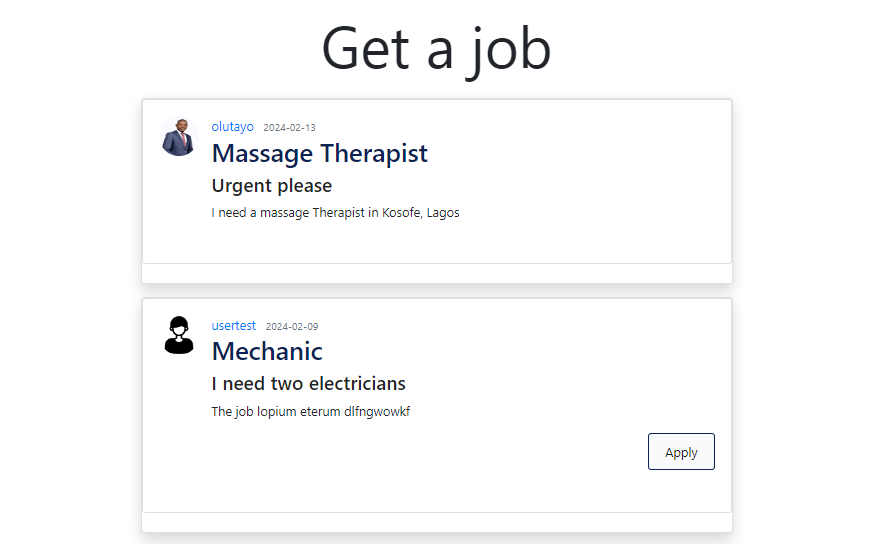 Get a job
olutayo 2024-02-13
Massage Therapist
Urgent please
I need a massage Therapist in Kosofe, Lagos
usertest 2024-02-09
Mechanic
I need two electricians
The job lopium eterum dlfngwowkf
Apply